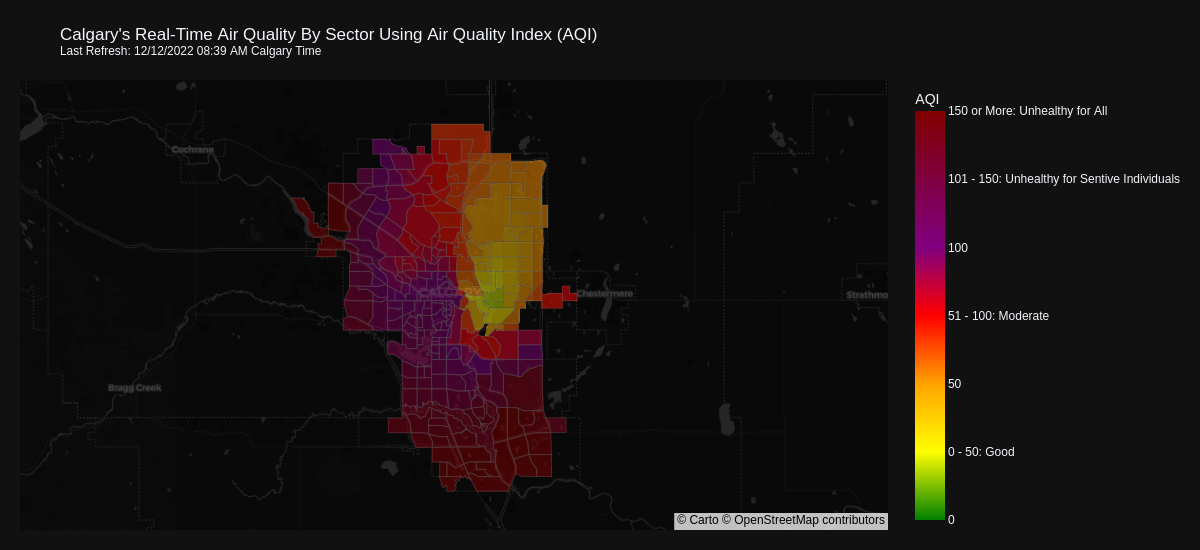 Calgary's Real-Time Air Quality By Sector Using Air Quality Index (AQI)
Last Refresh: 12/12/2022 08:39 AM Calgary Time
AQI
150 or More: Unhealthy for All
Cochrane
101 - 150: Unhealthy for Sentive Individuals
100
Chestermere
Strathmo
51 - 100: Moderate
Bragg Creek
50
0 - 50: Good
0
© Carto © OpenStreetMap contributors